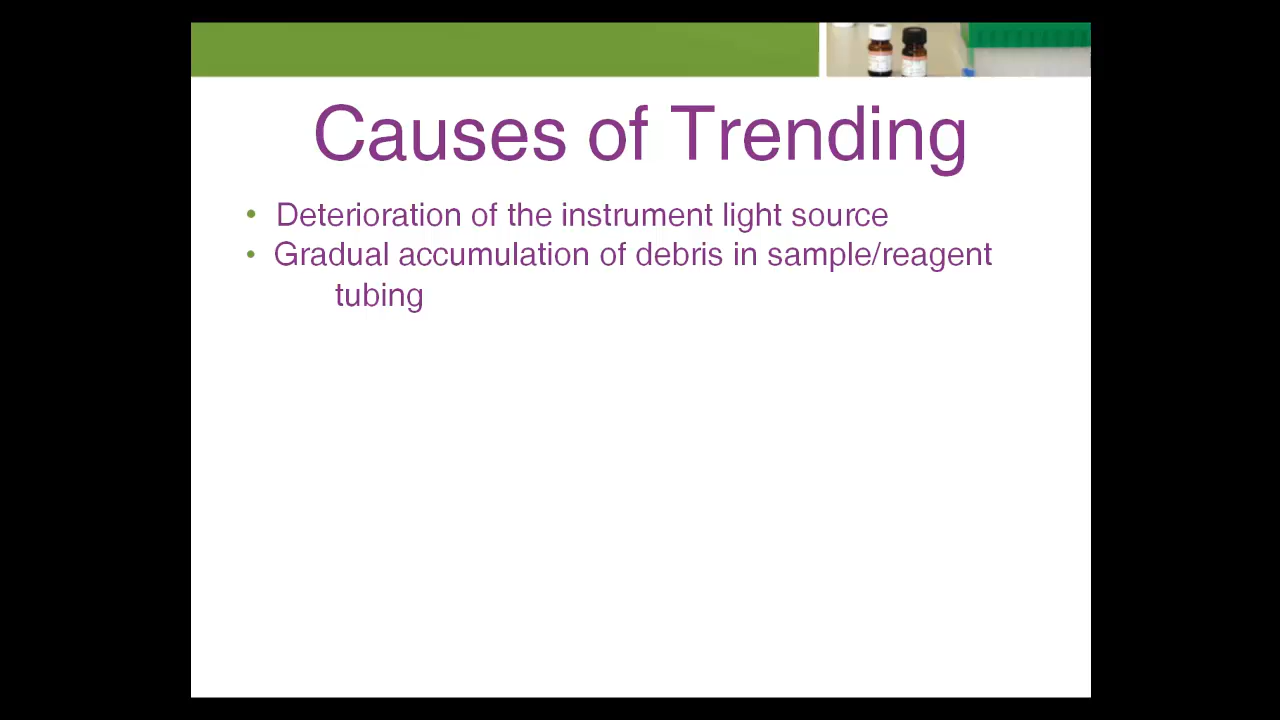 Causes of Trending
• Deterioration of the instrument light source
• Gradual accumulation of debris in sample/reagent
tubing